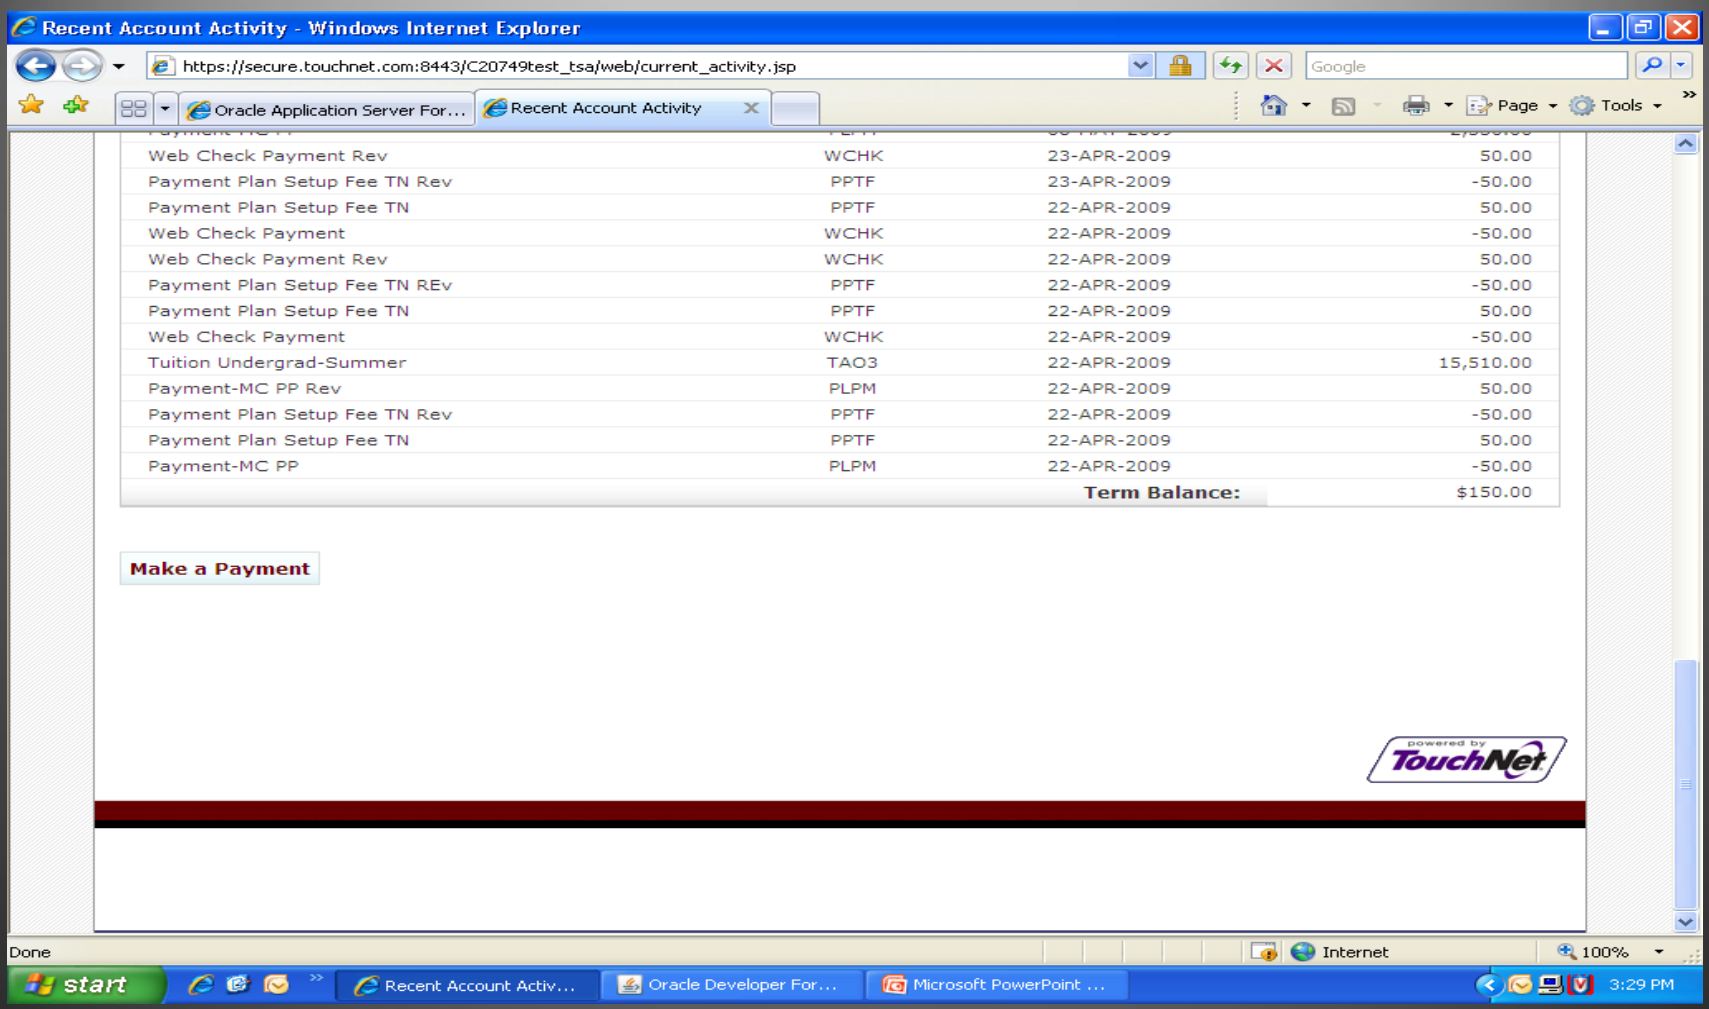 Recent Account Activity - Windows Internet Explorer
https://secure.touchnet.com:8443/C20749test_tsa/web/current_activity.jsp
Google
Oracle Application Server For...
Recent Account Activity
Page
Tools
Web Check Payment Rev WCHK 23-APR-2009 50.00
Payment Plan Setup Fee TN Rev PPTF 23-APR-2009 -50.00
Payment Plan Setup Fee TN PPTF 22-APR-2009 50.00
Web Check Payment WCHK 22-APR-2009 -50.00
Web Check Payment Rev WCHK 22-APR-2009 50.00
Payment Plan Setup Fee TN REv PPTF 22-APR-2009 -50.00
Payment Plan Setup Fee TN PPTF 22-APR-2009 50.00
Web Check Payment WCHK 22-APR-2009 -50.00
Tuition Undergrad-Summer TAO3 22-APR-2009 15,510.00
Payment-MC PP Rev PLPM 22-APR-2009 50.00
Payment Plan Setup Fee TN Rev PPTF 22-APR-2009 -50.00
Payment Plan Setup Fee TN PPTF 22-APR-2009 50.00
Payment-MC PP PLPM 22-APR-2009 -50.00
Term Balance: $150.00
Make a Payment
powered by
TouchNet
Done
Internet
100%
start
Recent Account Activ...
Oracle Developer For...
Microsoft PowerPoint ...
3:29 PM